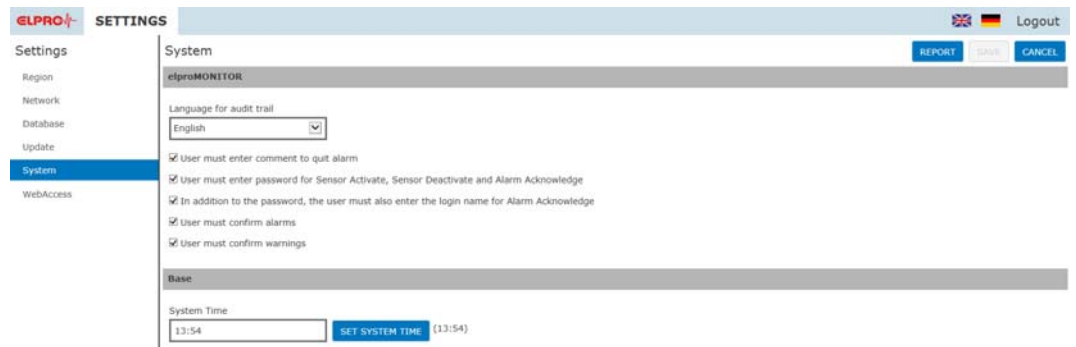 ELPRO SETTINGS Logout
Settings
Region
Network
Database
Update
System
WebAccess
System REPORT SAVE CANCEL
elproMONITOR
Language for audit trail
English
User must enter comment to quit alarm
User must enter password for Sensor Activate, Sensor Deactivate and Alarm Acknowledge
In addition to the password, the user must also enter the login name for Alarm Acknowledge
User must confirm alarms
User must confirm warnings
Base
System Time
13:54 SET SYSTEM TIME (13:54)